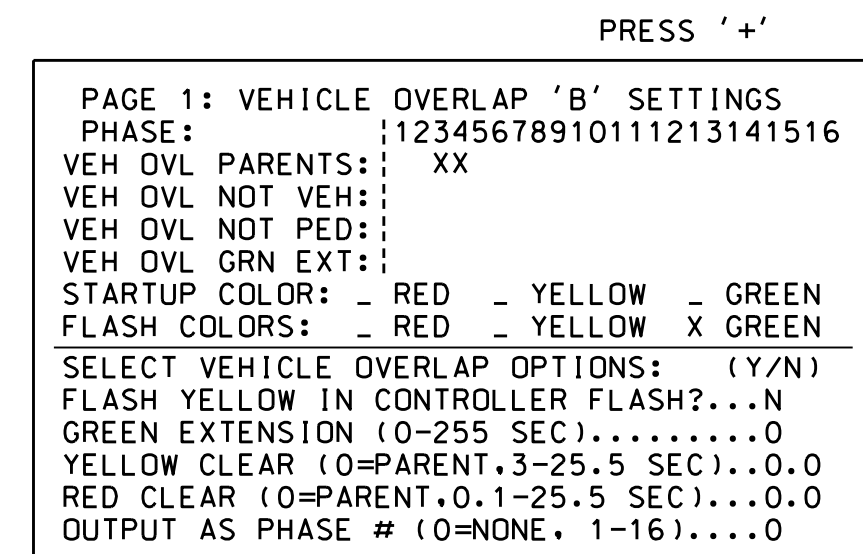 PRESS '+'
PAGE 1: VEHICLE OVERLAP 'B' SETTINGS
PHASE: ¦12345678910111213141516
VEH OVL PARENTS:¦ XX
VEH OVL NOT VEH:¦
VEH OVL NOT PED:¦
VEH OVL GRN EXT:¦
STARTUP COLOR: _ RED _ YELLOW _ GREEN
FLASH COLORS: _ RED _ YELLOW X GREEN
SELECT VEHICLE OVERLAP OPTIONS: (Y/N)
FLASH YELLOW IN CONTROLLER FLASH?...N
GREEN EXTENSION (0-255 SEC).........0
YELLOW CLEAR (0=PARENT,3-25.5 SEC)..0.0
RED CLEAR (0=PARENT,0.1-25.5 SEC)...0.0
OUTPUT AS PHASE # (0=NONE, 1-16)....0